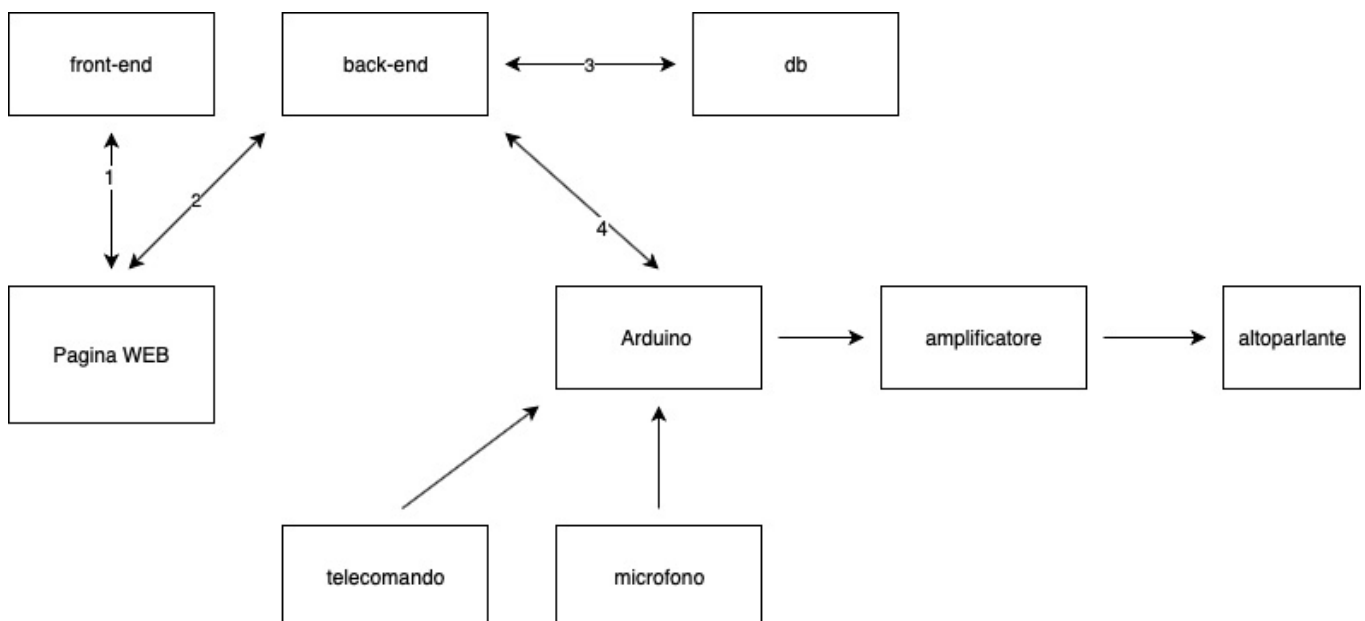 front-end
back-end
3
db
1
2
4
Pagina WEB
Arduino
amplificatore
altoparlante
telecomando
microfono